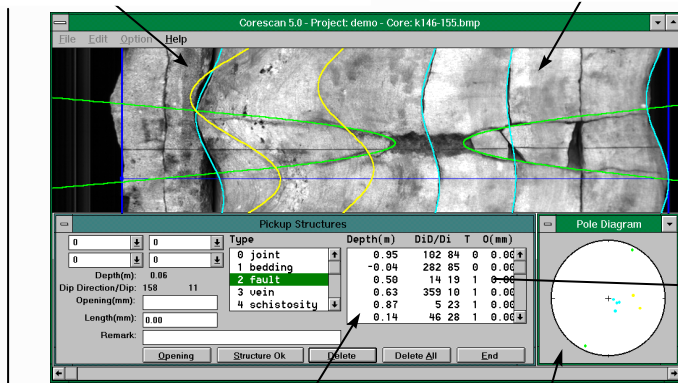 Corescan 5.0 - Project: demo - Core: k146-155.bmp
File Edit Option Help
Pickup Structures
Pole Diagram
0 0
0 0
Depth(m): 0.06
Dip Direction/Dip: 158 11
Opening(mm):
Length(mm): 0.00
Remark:
Type
0 joint
1 bedding
2 fault
3 vein
4 schistosity
Depth(m) DiD/Di T O(mm)
0.95 102 84 0 0.00
-0.04 282 85 0 0.00
0.50 14 19 1 0.00
0.63 359 10 1 0.00
0.87 5 23 1 0.00
0.14 46 28 1 0.00
Opening Structure Ok Delete Delete All End